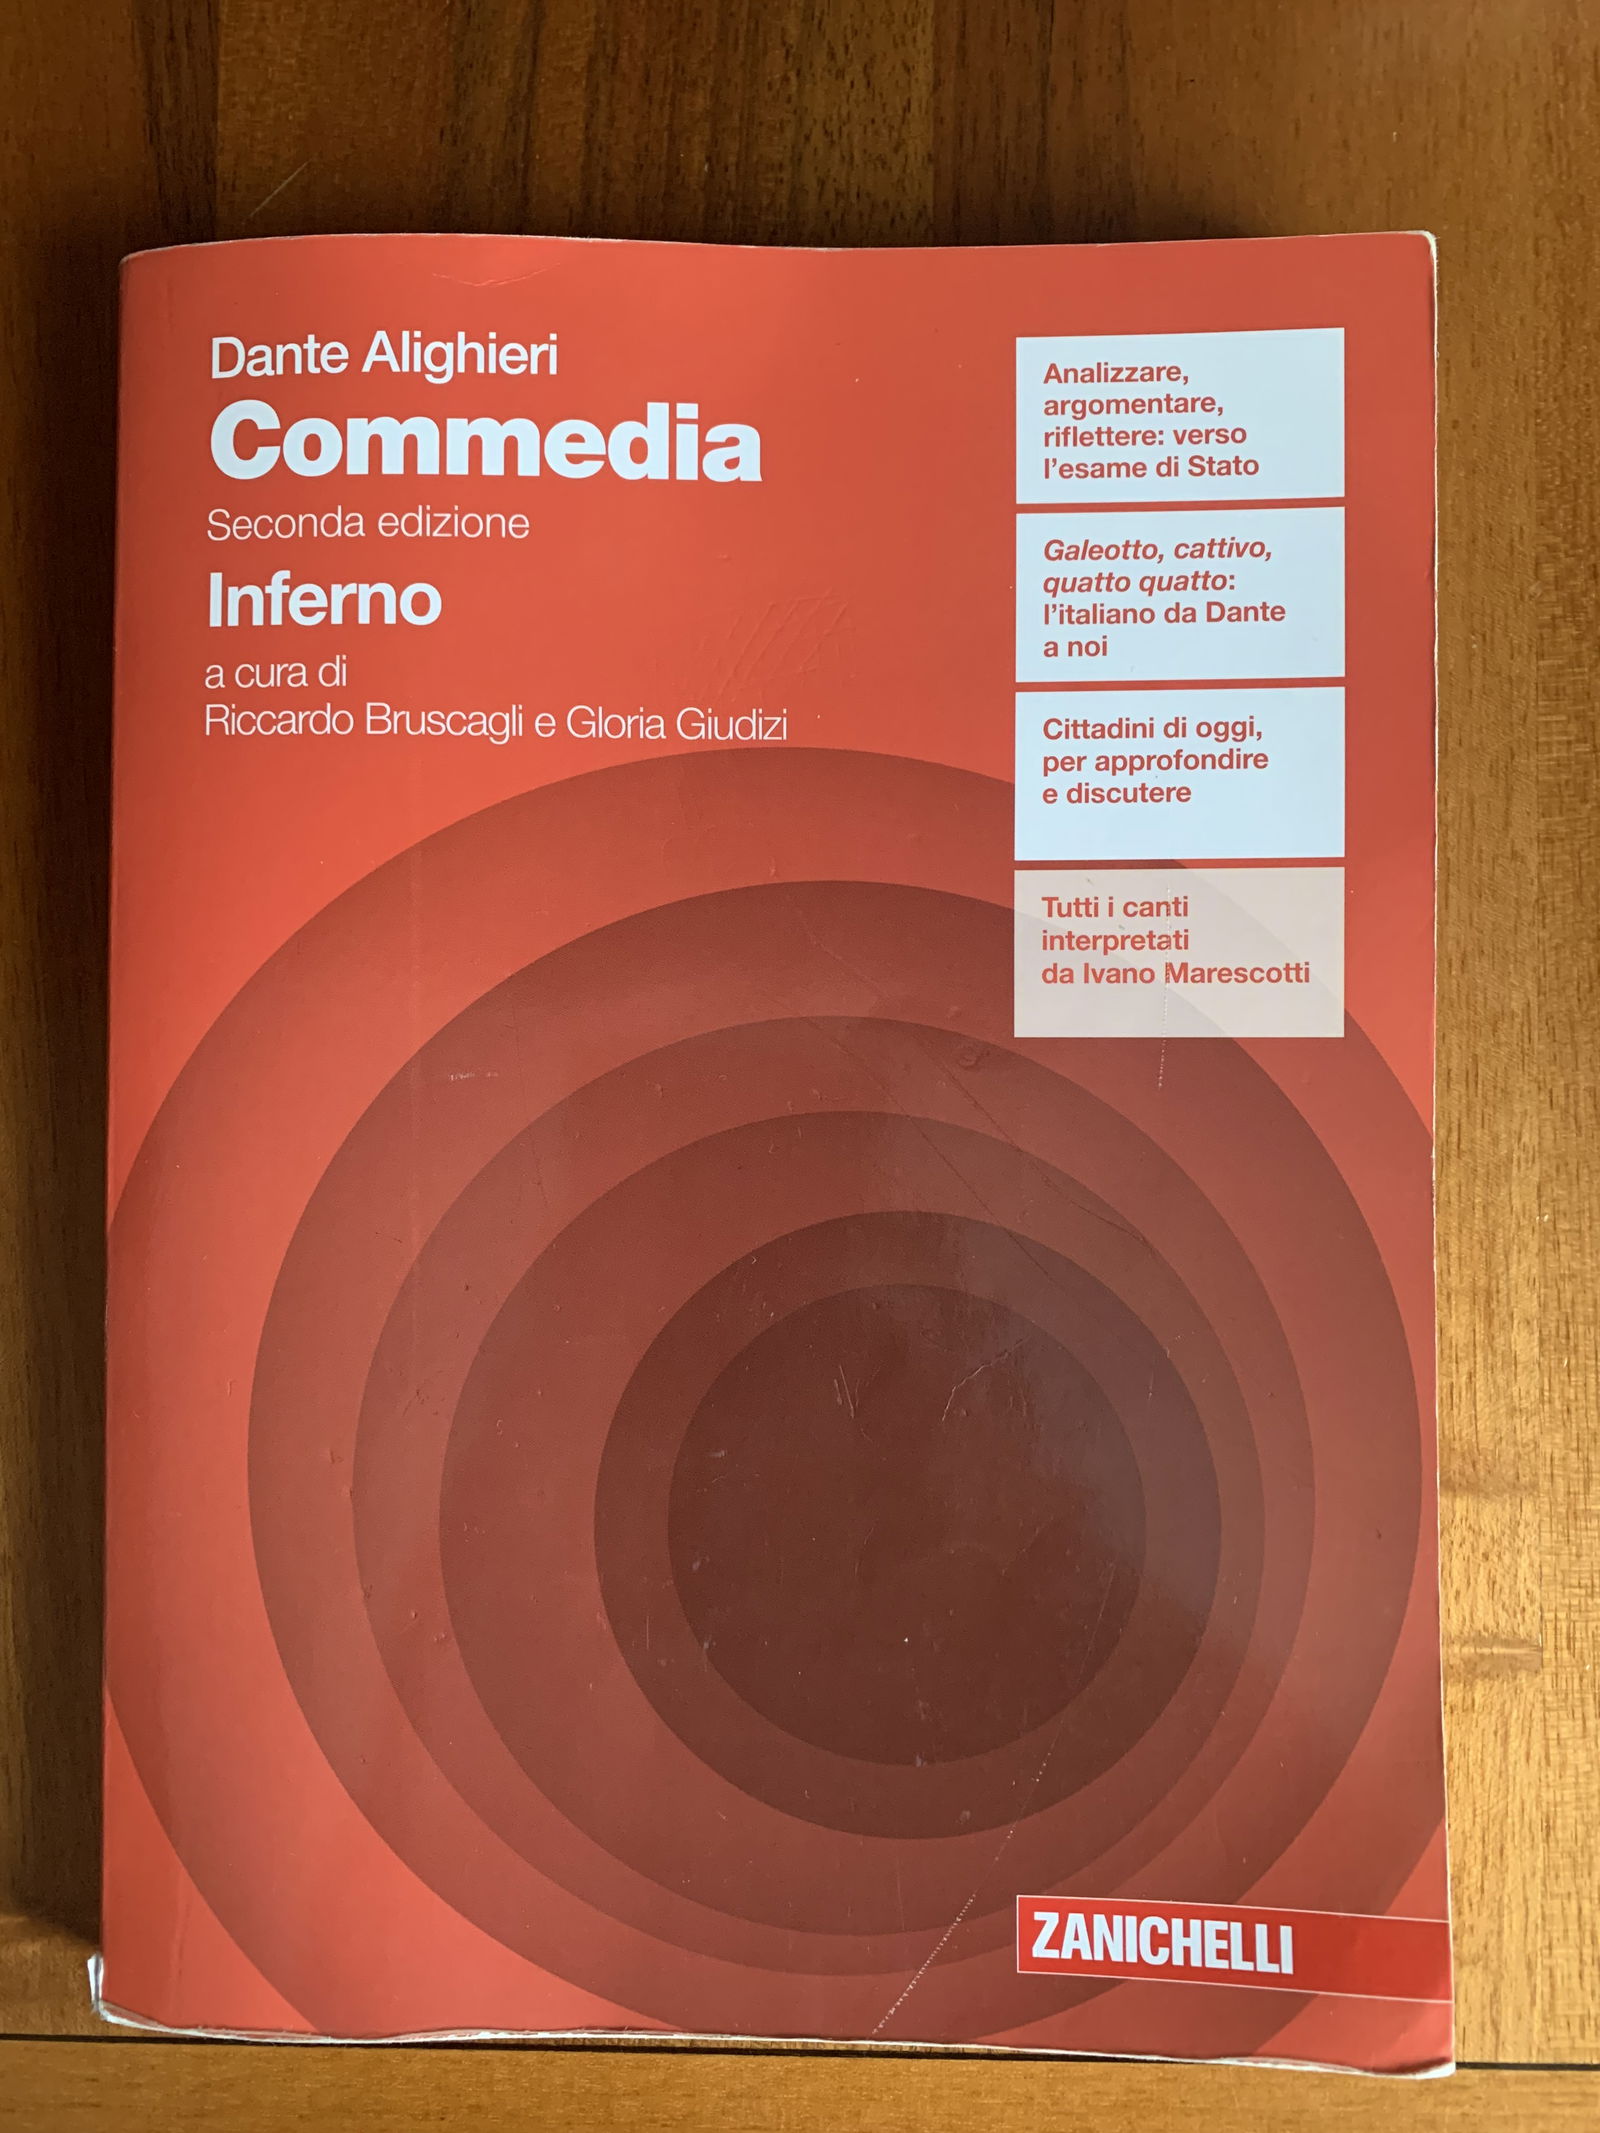 Dante Alighieri
Commedia
Seconda edizione
Inferno
a cura di
Riccardo Bruscagli e Gloria Giudizi
Analizzare,
argomentare,
riflettere: verso
l'esame di Stato
Galeotto, cattivo,
quatto quatto:
l'italiano da Dante
a noi
Cittadini di oggi,
per approfondire
e discutere
Tutti i canti
interpretati
da Ivano Marescotti
ZANICHELLI